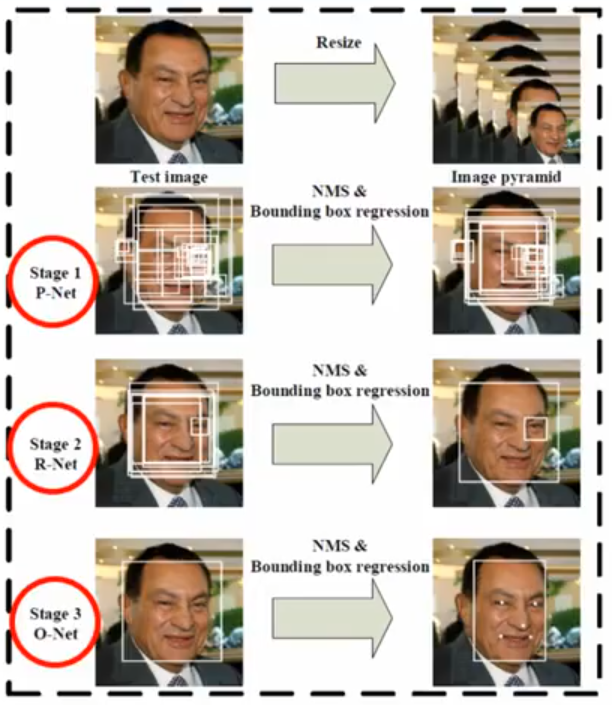 Resize
Test image
Image pyramid
NMS &
Bounding box regression
Stage 1
P-Net
NMS &
Bounding box regression
Stage 2
R-Net
NMS &
Bounding box regression
Stage 3
O-Net